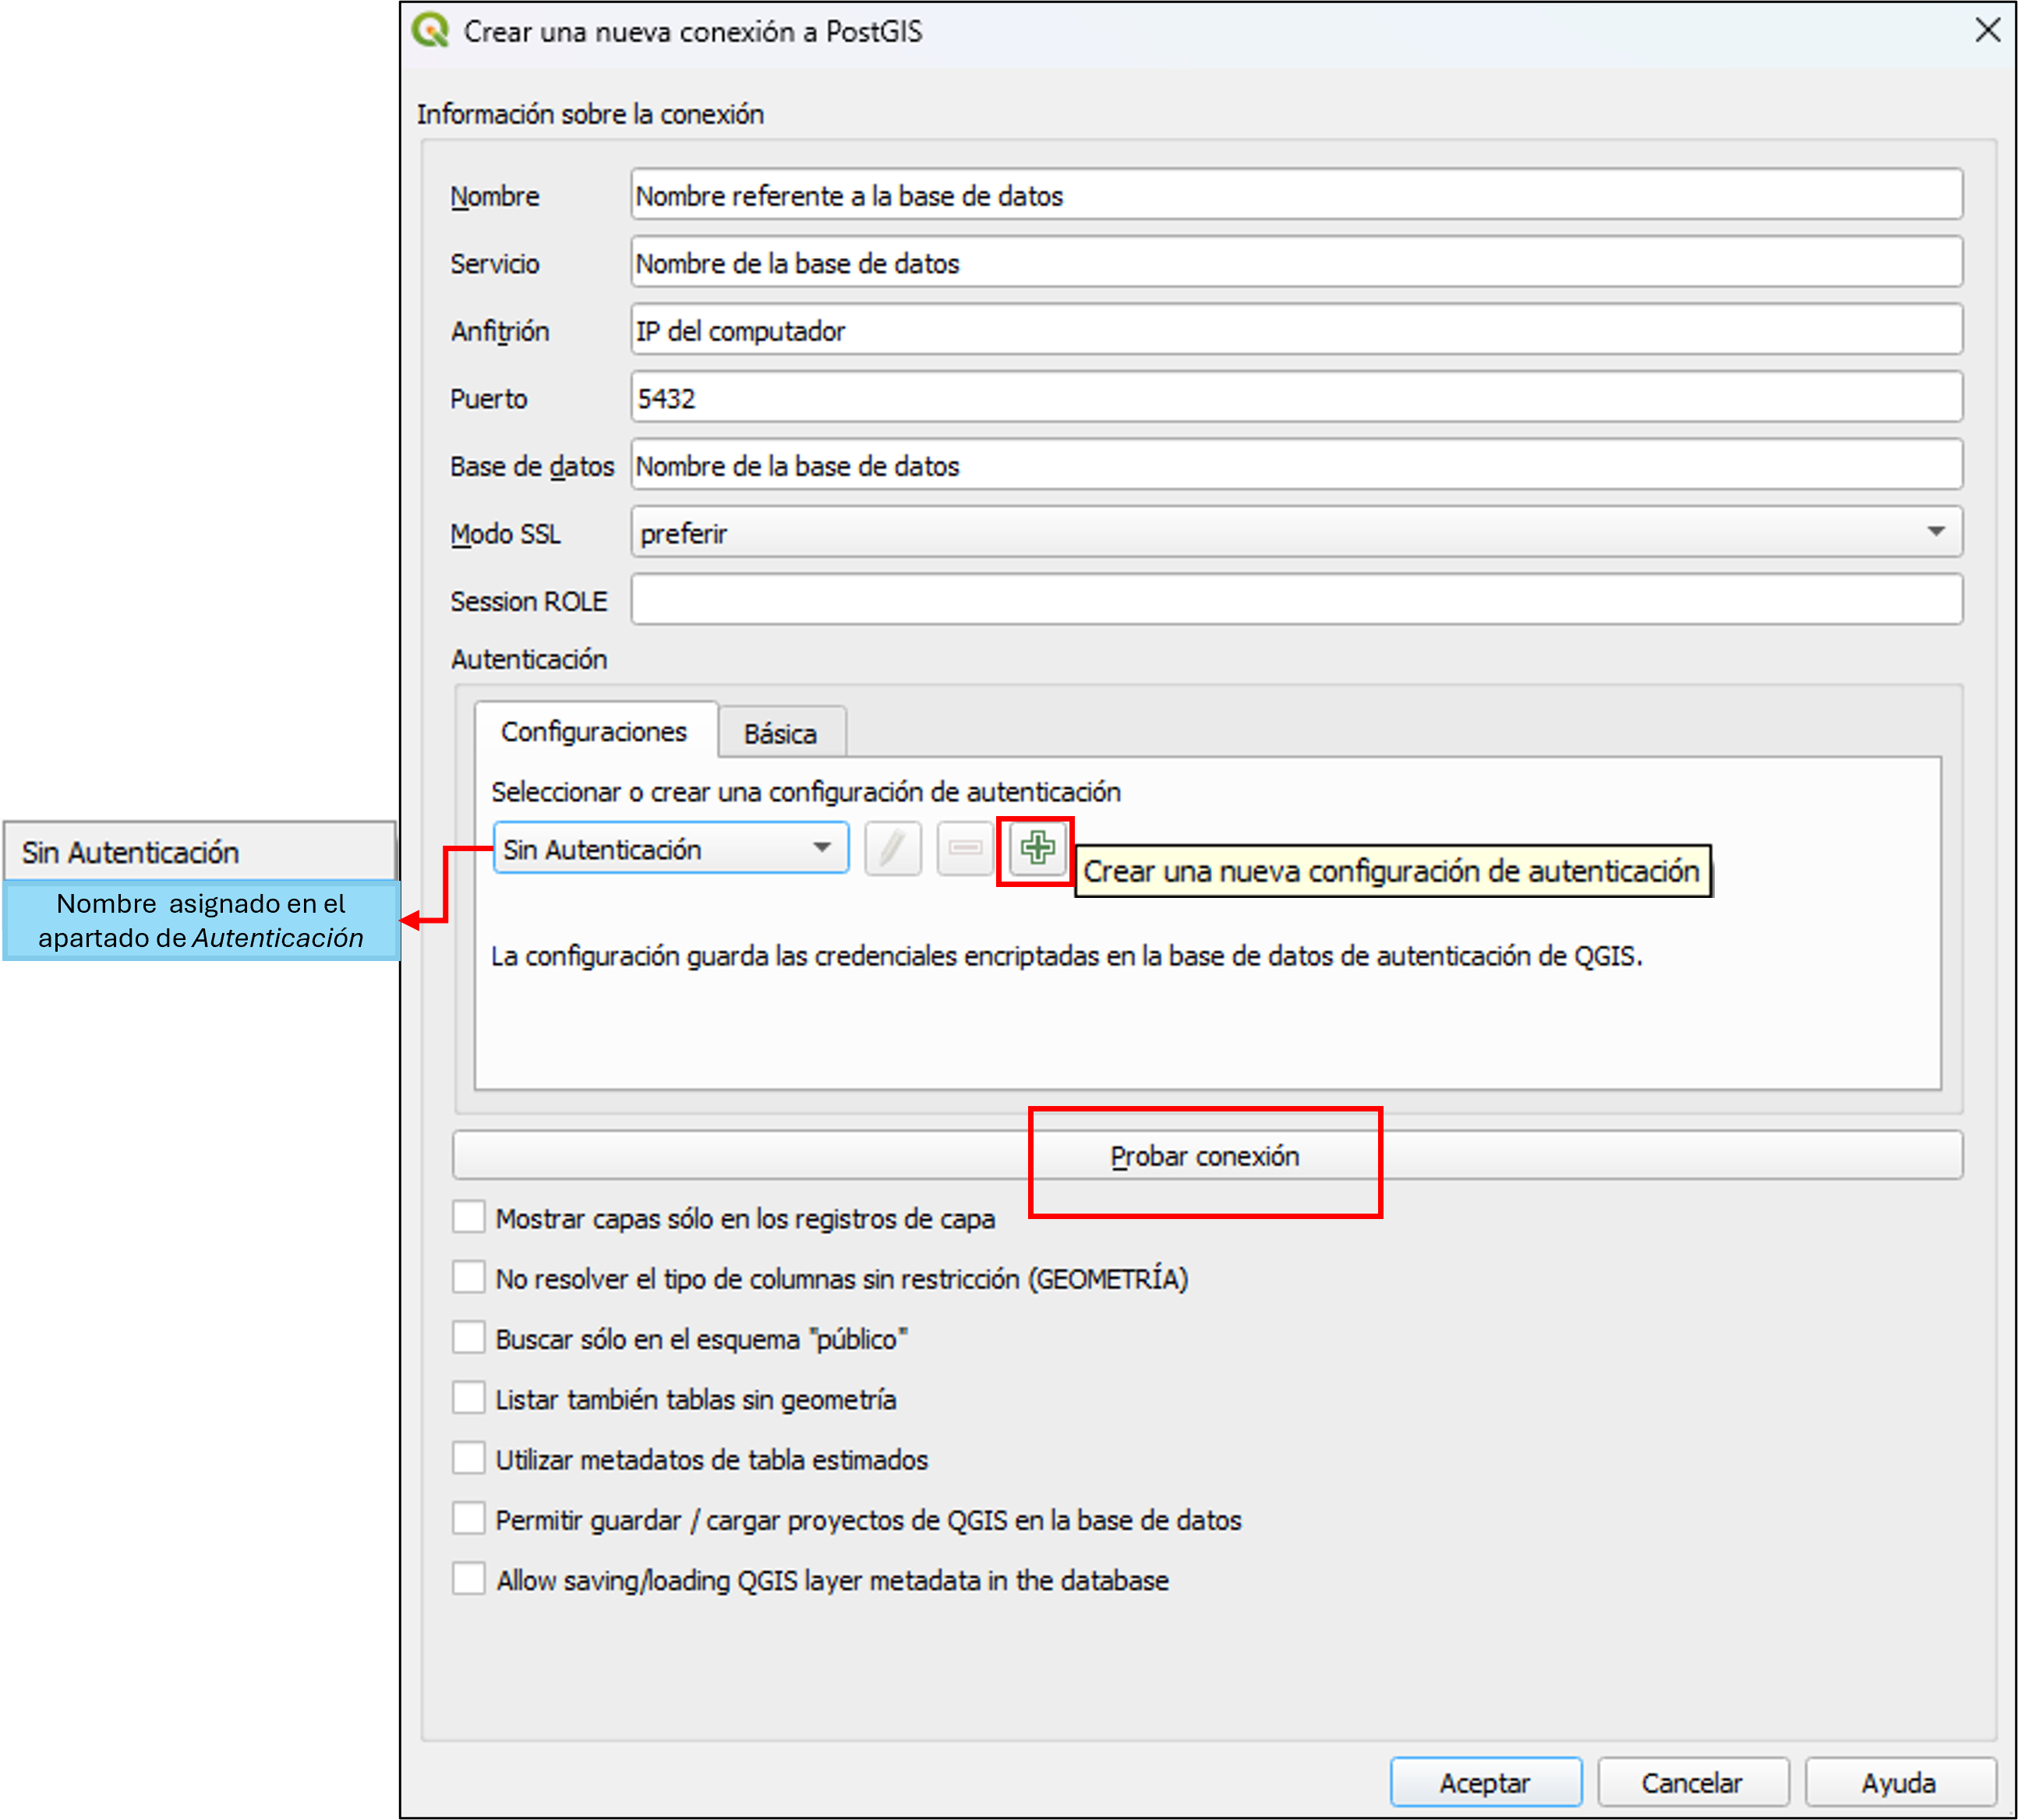 Crear una nueva conexión a PostGIS
Información sobre la conexión
Nombre Nombre referente a la base de datos
Servicio Nombre de la base de datos
Anfitrión IP del computador
Puerto 5432
Base de datos Nombre de la base de datos
Modo SSL preferir
Session ROLE
Autenticación
Configuraciones Básica
Seleccionar o crear una configuración de autenticación
Sin Autenticación
Crear una nueva configuración de autenticación
Sin Autenticación
Nombre asignado en el
apartado de Autenticación
La configuración guarda las credenciales encriptadas en la base de datos de autenticación de QGIS.
Probar conexión
Mostrar capas sólo en los registros de capa
No resolver el tipo de columnas sin restricción (GEOMETRÍA)
Buscar sólo en el esquema "público"
Listar también tablas sin geometría
Utilizar metadatos de tabla estimados
Permitir guardar / cargar proyectos de QGIS en la base de datos
Allow saving/loading QGIS layer metadata in the database
Aceptar Cancelar Ayuda